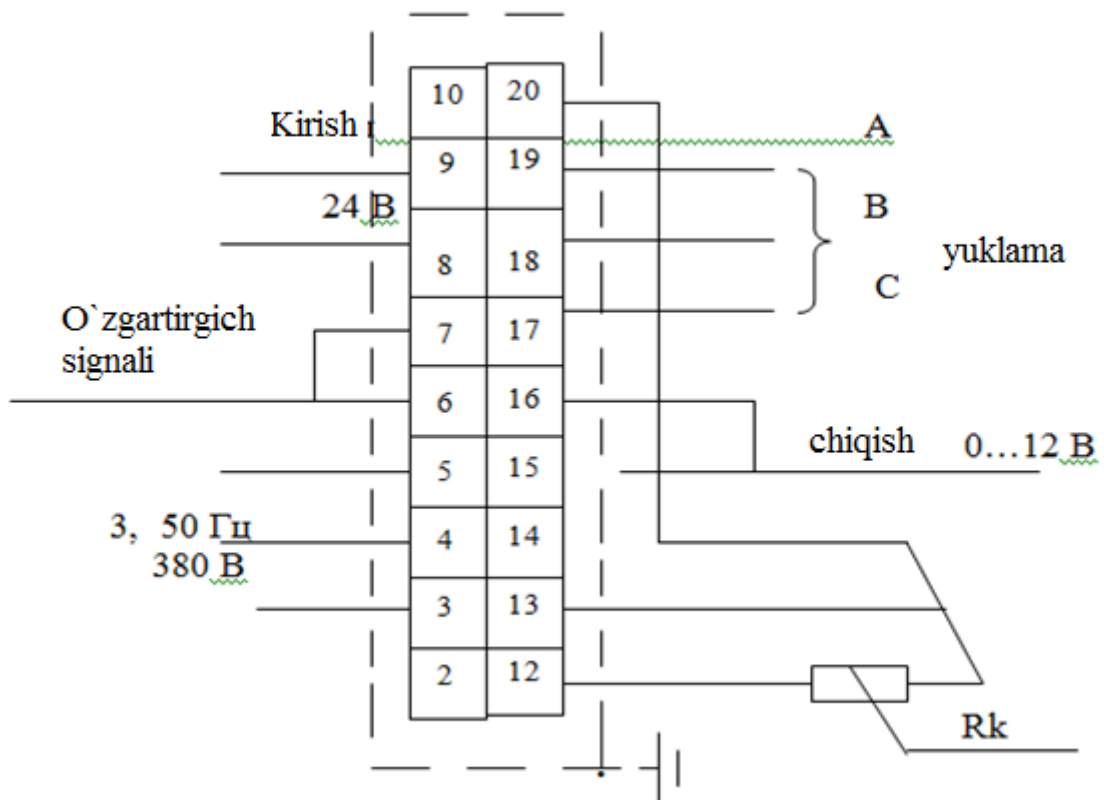 10 20
Kirish
A
9 19
24 В
B
8 18
yuklama
C
O`zgartirgich
signali
7 17
6 16
chiqish 0...12 В
5 15
3, 50 Гц
380 В
4 14
3 13
2 12
Rk